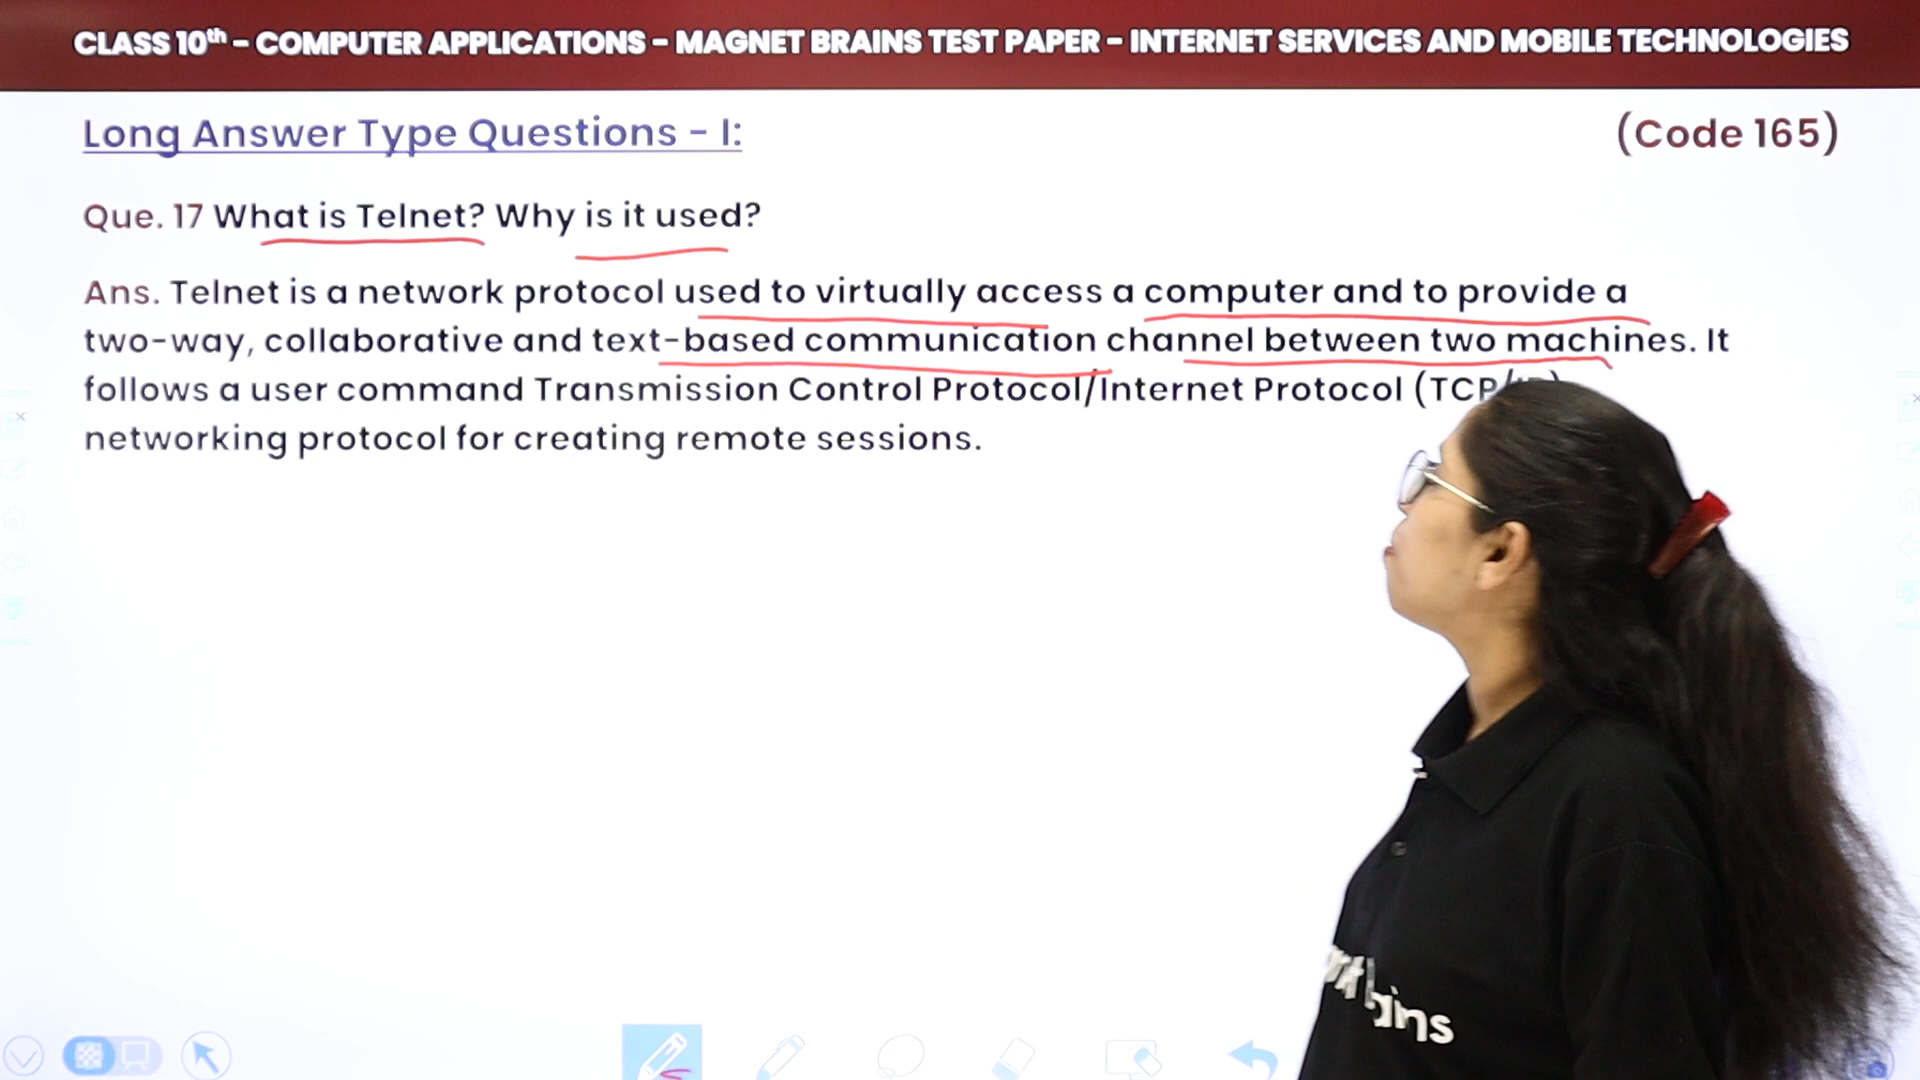 CLASS 10th - COMPUTER APPLICATIONS - MAGNET BRAINS TEST PAPER - INTERNET SERVICES AND MOBILE TECHNOLOGIES
Long Answer Type Questions - I:
(Code 165)
Que. 17 What is Telnet? Why is it used?
Ans. Telnet is a network protocol used to virtually access a computer and to provide a
two-way, collaborative and text-based communication channel between two machines. It
follows a user command Transmission Control Protocol/Internet Protocol (TCP/
networking protocol for creating remote sessions.